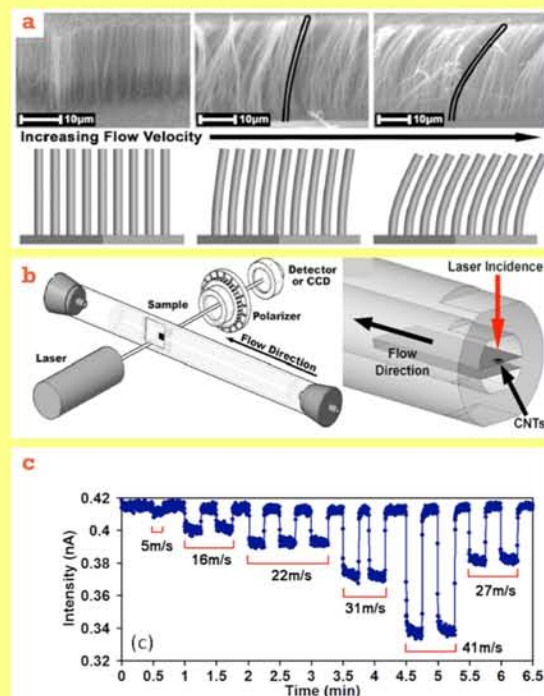 a
10µm
10µm
10µm
Increasing Flow Velocity
b
Detector
or CCD
Sample
Polarizer
Laser
Flow Direction
Laser Incidence
Flow
Direction
CNTs
c
0.42
0.4
0.38
0.36
0.34
0.32
Intensity (nA)
5m/s
16m/s
22m/s
31m/s
41m/s
27m/s
(c)
0 0.5 1 1.5 2 2.5 3 3.5 4 4.5 5 5.5 6 6.5
Time (min)